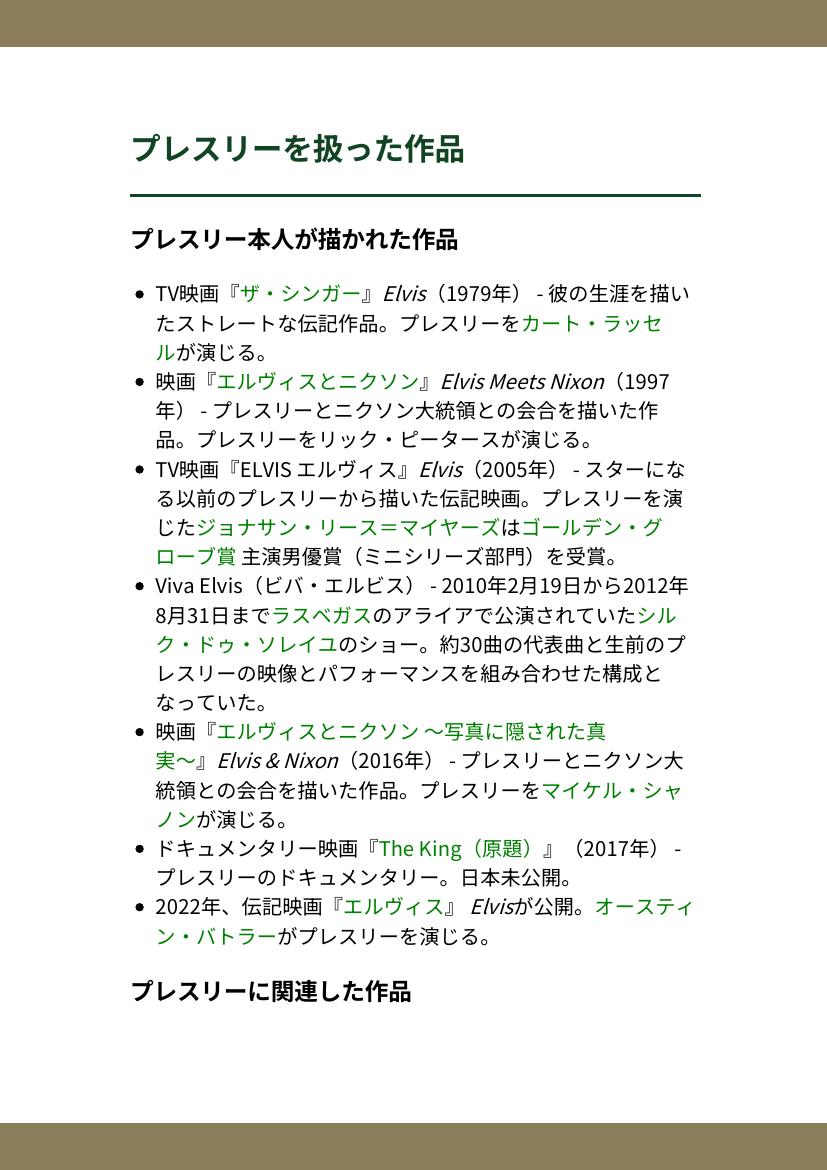 プレスリーを扱った作品
プレスリー本人が描かれた作品
• TV映画『ザ・シンガー』Elvis（1979年） - 彼の生涯を描い
たストレートな伝記作品。プレスリーをカート・ラッセ
ルが演じる。
• 映画『エルヴィスとニクソン』Elvis Meets Nixon（1997
年） - プレスリーとニクソン大統領との会合を描いた作
品。プレスリーをリック・ピータースが演じる。
• TV映画『ELVIS エルヴィス』Elvis（2005年） - スターにな
る以前のプレスリーから描いた伝記映画。プレスリーを演
じたジョナサン・リース＝マイヤーズはゴールデン・グ
ローブ賞 主演男優賞（ミニシリーズ部門）を受賞。
• Viva Elvis（ビバ・エルビス） - 2010年2月19日から2012年
8月31日までラスベガスのアライアで公演されていたシル
ク・ドゥ・ソレイユのショー。約30曲の代表曲と生前のプ
レスリーの映像とパフォーマンスを組み合わせた構成と
なっていた。
• 映画『エルヴィスとニクソン 〜写真に隠された真
実〜』Elvis & Nixon（2016年） - プレスリーとニクソン大
統領との会合を描いた作品。プレスリーをマイケル・シャ
ノンが演じる。
• ドキュメンタリー映画『The King（原題）』（2017年） -
プレスリーのドキュメンタリー。日本未公開。
• 2022年、伝記映画『エルヴィス』 Elvisが公開。オースティ
ン・バトラーがプレスリーを演じる。
プレスリーに関連した作品